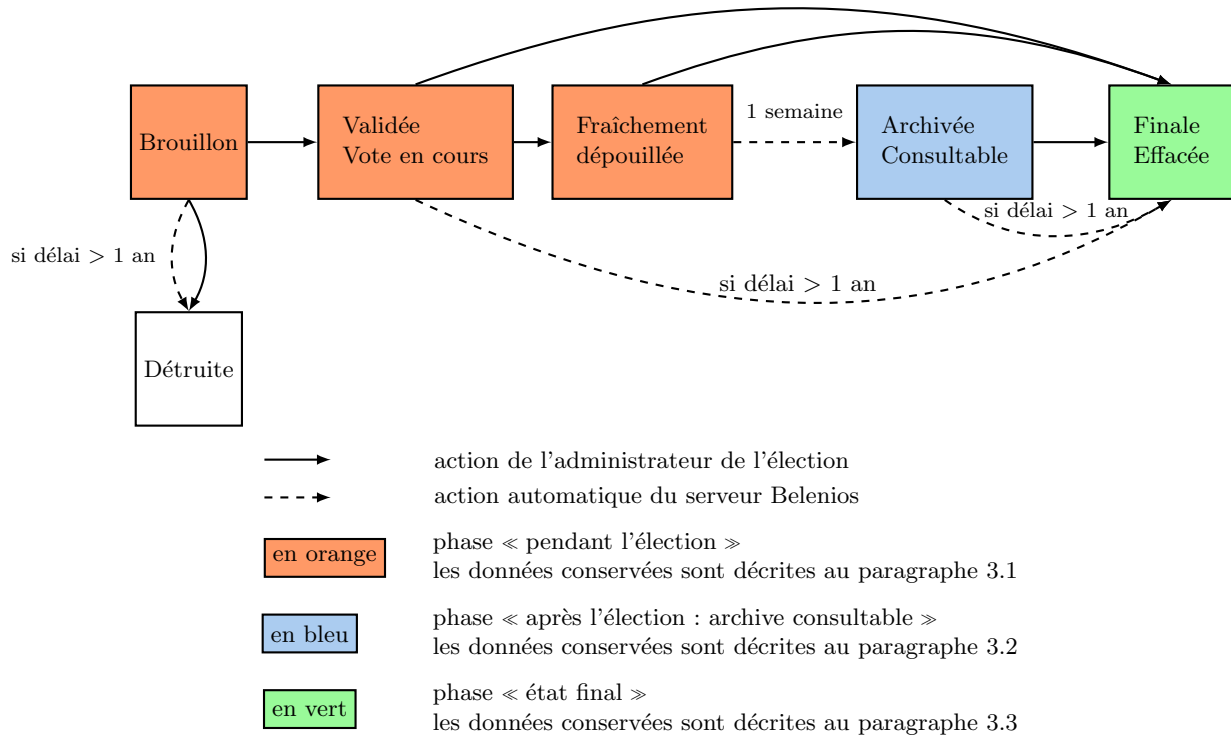 Brouillon
Validée
Vote en cours
Fraîchement
dépouillée
1 semaine
Archivée
Consultable
Finale
Effacée
si délai > 1 an
si délai > 1 an
si délai > 1 an
Détruite
action de l'administrateur de l'élection
action automatique du serveur Belenios
en orange
phase ≪ pendant l'élection ≫
les données conservées sont décrites au paragraphe 3.1
en bleu
phase ≪ après l'élection : archive consultable ≫
les données conservées sont décrites au paragraphe 3.2
en vert
phase ≪ état final ≫
les données conservées sont décrites au paragraphe 3.3